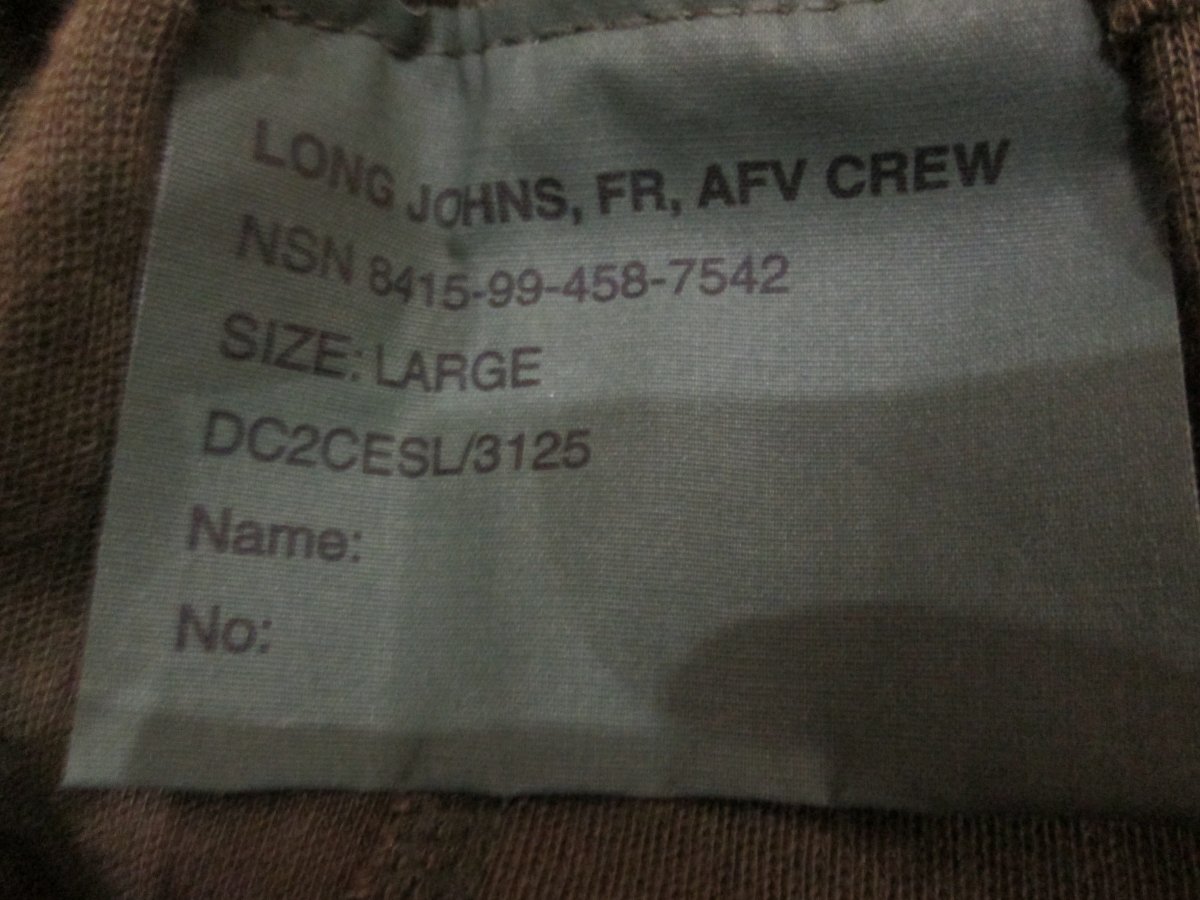 LONG JOHNS, FR, AFV CREW
NSN 8415-99-458-7542
SIZE: LARGE
DC2CESL/3125
Name:
No: